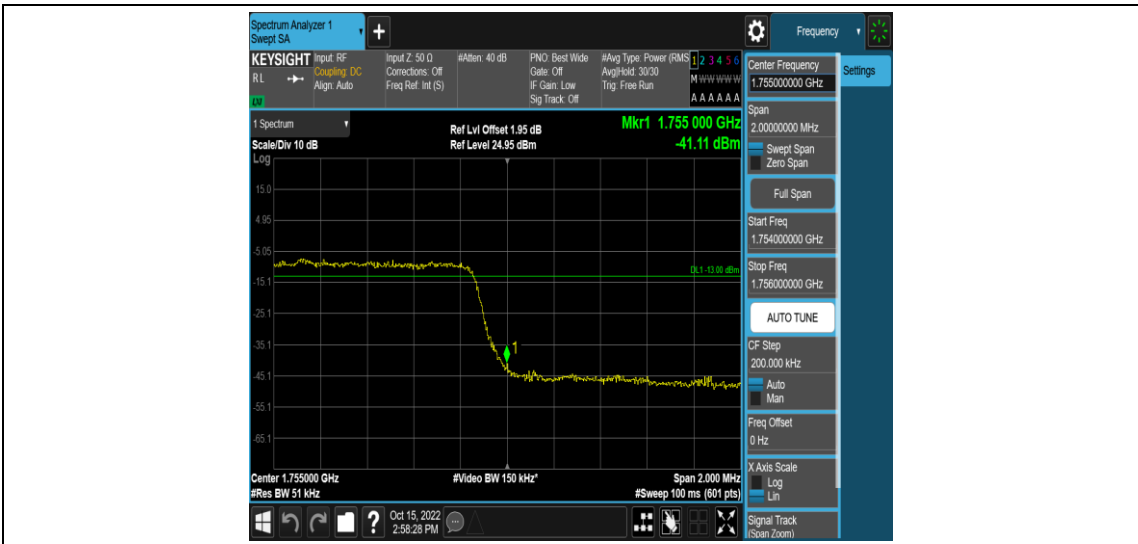 Spectrum Analyzer 1
Swept SA
+
Frequency
KEYSIGHT
RL
LXI
Input: RF
Coupling: DC
Align: Auto
Input Z: 50 Ω
Corrections: Off
Freq Ref: Int (S)
#Atten: 40 dB
PNO: Best Wide
Gate: Off
IF Gain: Low
Sig Track: Off
#Avg Type: Power (RMS
Avg|Hold: 30/30
Trig: Free Run
1 2 3 4 5 6
M W W W W W
A A A A A A
Center Frequency
1.755000000 GHz
Settings
Span
2.00000000 MHz
Swept Span
Zero Span
Full Span
Start Freq
1.754000000 GHz
Stop Freq
1.756000000 GHz
AUTO TUNE
CF Step
200.000 kHz
Auto
Man
Freq Offset
0 Hz
X Axis Scale
Log
Lin
Signal Track
(Span Zoom)
1 Spectrum
Scale/Div 10 dB
Log
Ref Lvl Offset 1.95 dB
Ref Level 24.95 dBm
Mkr1 1.755 000 GHz
-41.11 dBm
15.0
4.95
-5.05
DL1 -13.00 dBm
-15.1
-25.1
-35.1
1
-45.1
-55.1
-65.1
Center 1.755000 GHz
#Video BW 150 kHz*
Span 2.000 MHz
#Res BW 51 kHz
#Sweep 100 ms (601 pts)
?
Oct 15, 2022
2:58:28 PM